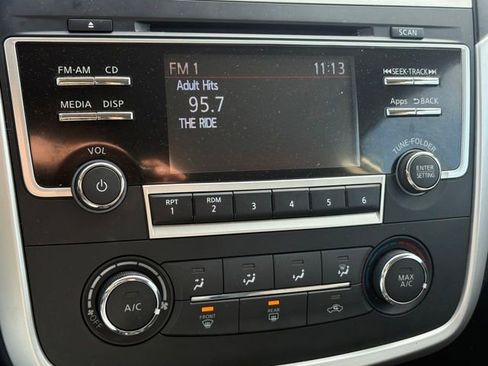 SCAN
FM·AM CD
MEDIA DISP
FM 1 11:13
Adult Hits
95.7
THE RIDE
SEEK·TRACK
Apps BACK
VOL
TUNE·FOLDER
ENTER
SETTING
RPT
1
RDM
2
3
4
5
6
A/C
OFF
FRONT
REAR
MAX
A/C